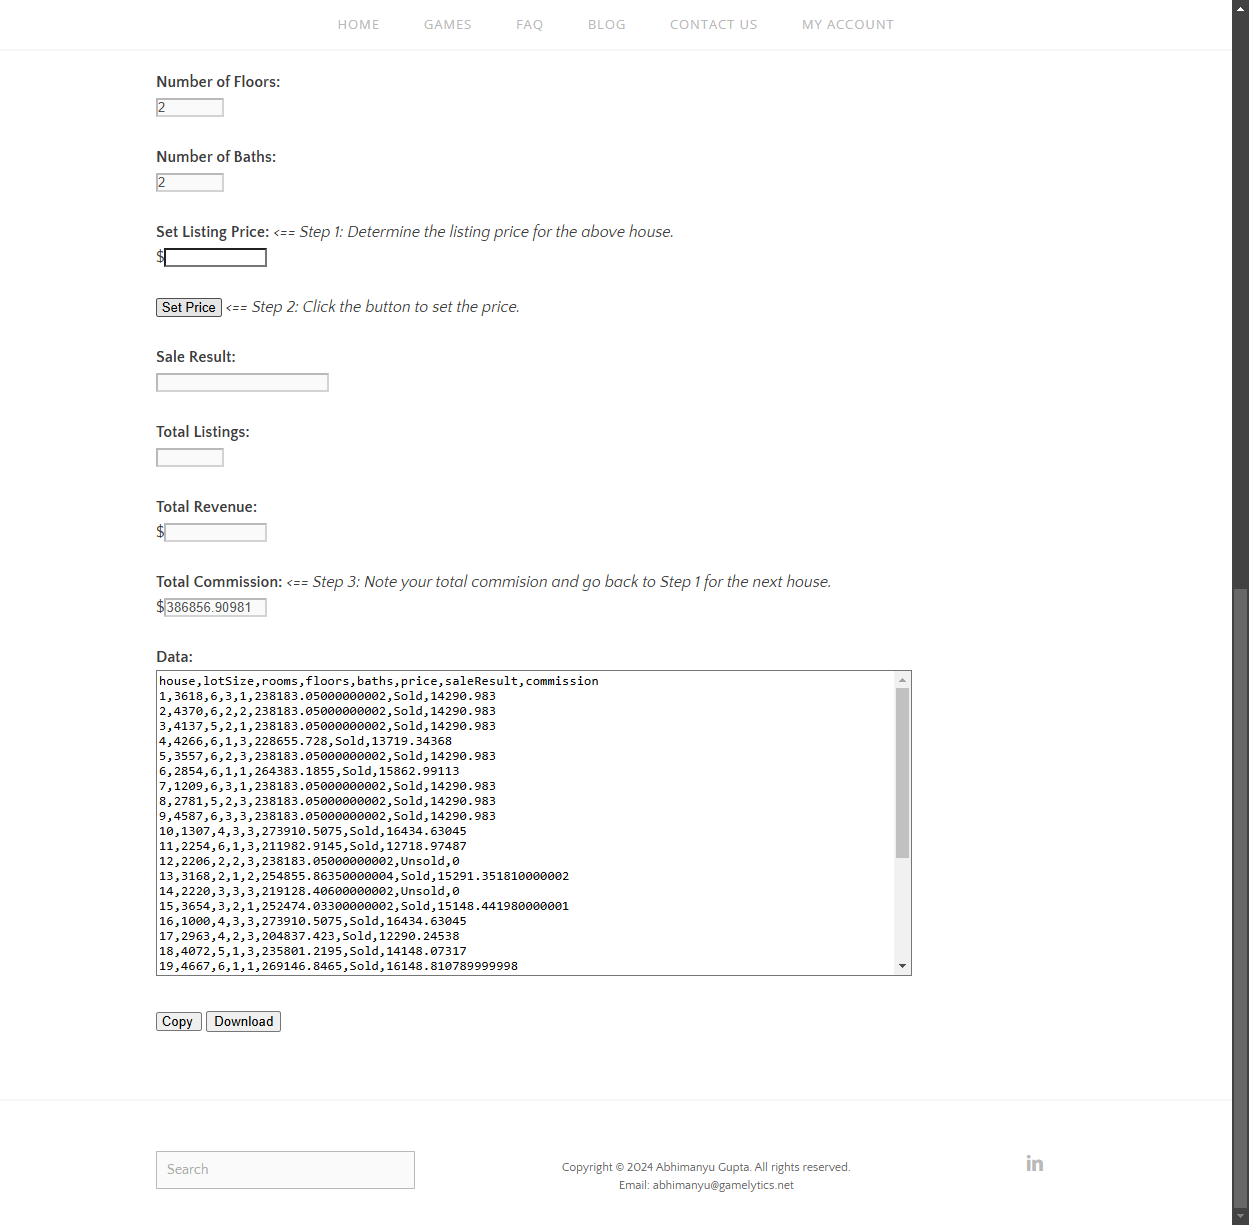 HOME GAMES FAQ BLOG CONTACT US MY ACCOUNT
Number of Floors:
2
Number of Baths:
2
Set Listing Price: <== Step 1: Determine the listing price for the above house.
$
Set Price <== Step 2: Click the button to set the price.
Sale Result:
Total Listings:
Total Revenue:
$
Total Commission: <== Step 3: Note your total commision and go back to Step 1 for the next house.
$386856.90981
Data:
house,lotSize,rooms,floors,baths,price,saleResult,commission
1,3618,6,3,1,238183.05000000002,Sold,14290.983
2,4370,6,2,2,238183.05000000002,Sold,14290.983
3,4137,5,2,1,238183.05000000002,Sold,14290.983
4,4266,6,1,3,228655.728,Sold,13719.34368
5,3557,6,2,3,238183.05000000002,Sold,14290.983
6,2854,6,1,1,264383.1855,Sold,15862.99113
7,1209,6,3,1,238183.05000000002,Sold,14290.983
8,2781,5,2,3,238183.05000000002,Sold,14290.983
9,4587,6,3,3,238183.05000000002,Sold,14290.983
10,1307,4,3,3,273910.5075,Sold,16434.63045
11,2254,6,1,3,211982.9145,Sold,12718.97487
12,2206,2,2,3,238183.05000000002,Unsold,0
13,3168,2,1,2,254855.86350000004,Sold,15291.351810000002
14,2220,3,3,3,219128.40600000002,Unsold,0
15,3654,3,2,1,252474.03300000002,Sold,15148.441980000001
16,1000,4,3,3,273910.5075,Sold,16434.63045
17,2963,4,2,3,204837.423,Sold,12290.24538
18,4072,5,1,3,235801.2195,Sold,14148.07317
19,4667,6,1,1,269146.8465,Sold,16148.810789999998
Copy Download
Search
Copyright © 2024 Abhimanyu Gupta. All rights reserved.
Email: abhimanyu@gamelytics.net
in